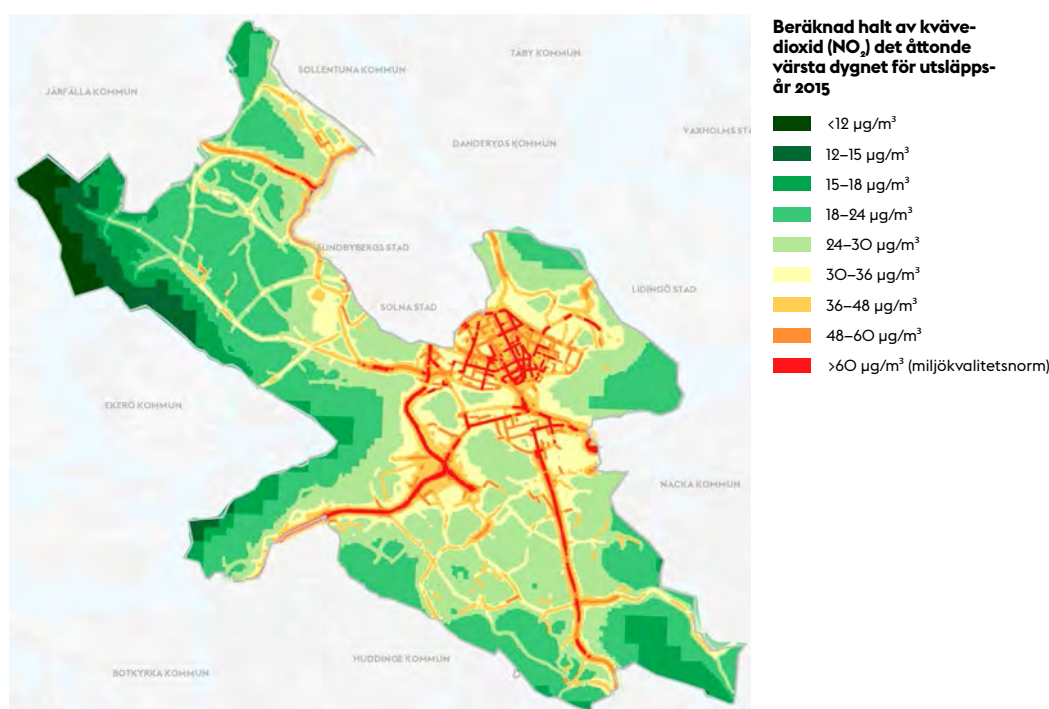 Beräknad halt av kväve-
dioxid (NO₂) det åttonde
värsta dygnet för utsläpps-
år 2015
<12 µg/m³
12–15 µg/m³
15–18 µg/m³
18–24 µg/m³
24–30 µg/m³
30–36 µg/m³
36–48 µg/m³
48–60 µg/m³
>60 µg/m³ (miljökvalitetsnorm)
TÄBY KOMMUN
SOLLENTUNA KOMMUN
JÄRFÄLLA KOMMUN
VAXHOLMS STA
DANDERYDS KOMMUN
SUNDBYBERGS STAD
LIDINGÖ STAD
SOLNA STAD
EKERÖ KOMMUN
NACKA KOMMUN
HUDDINGE KOMMUN
BOTKYRKA KOMMUN